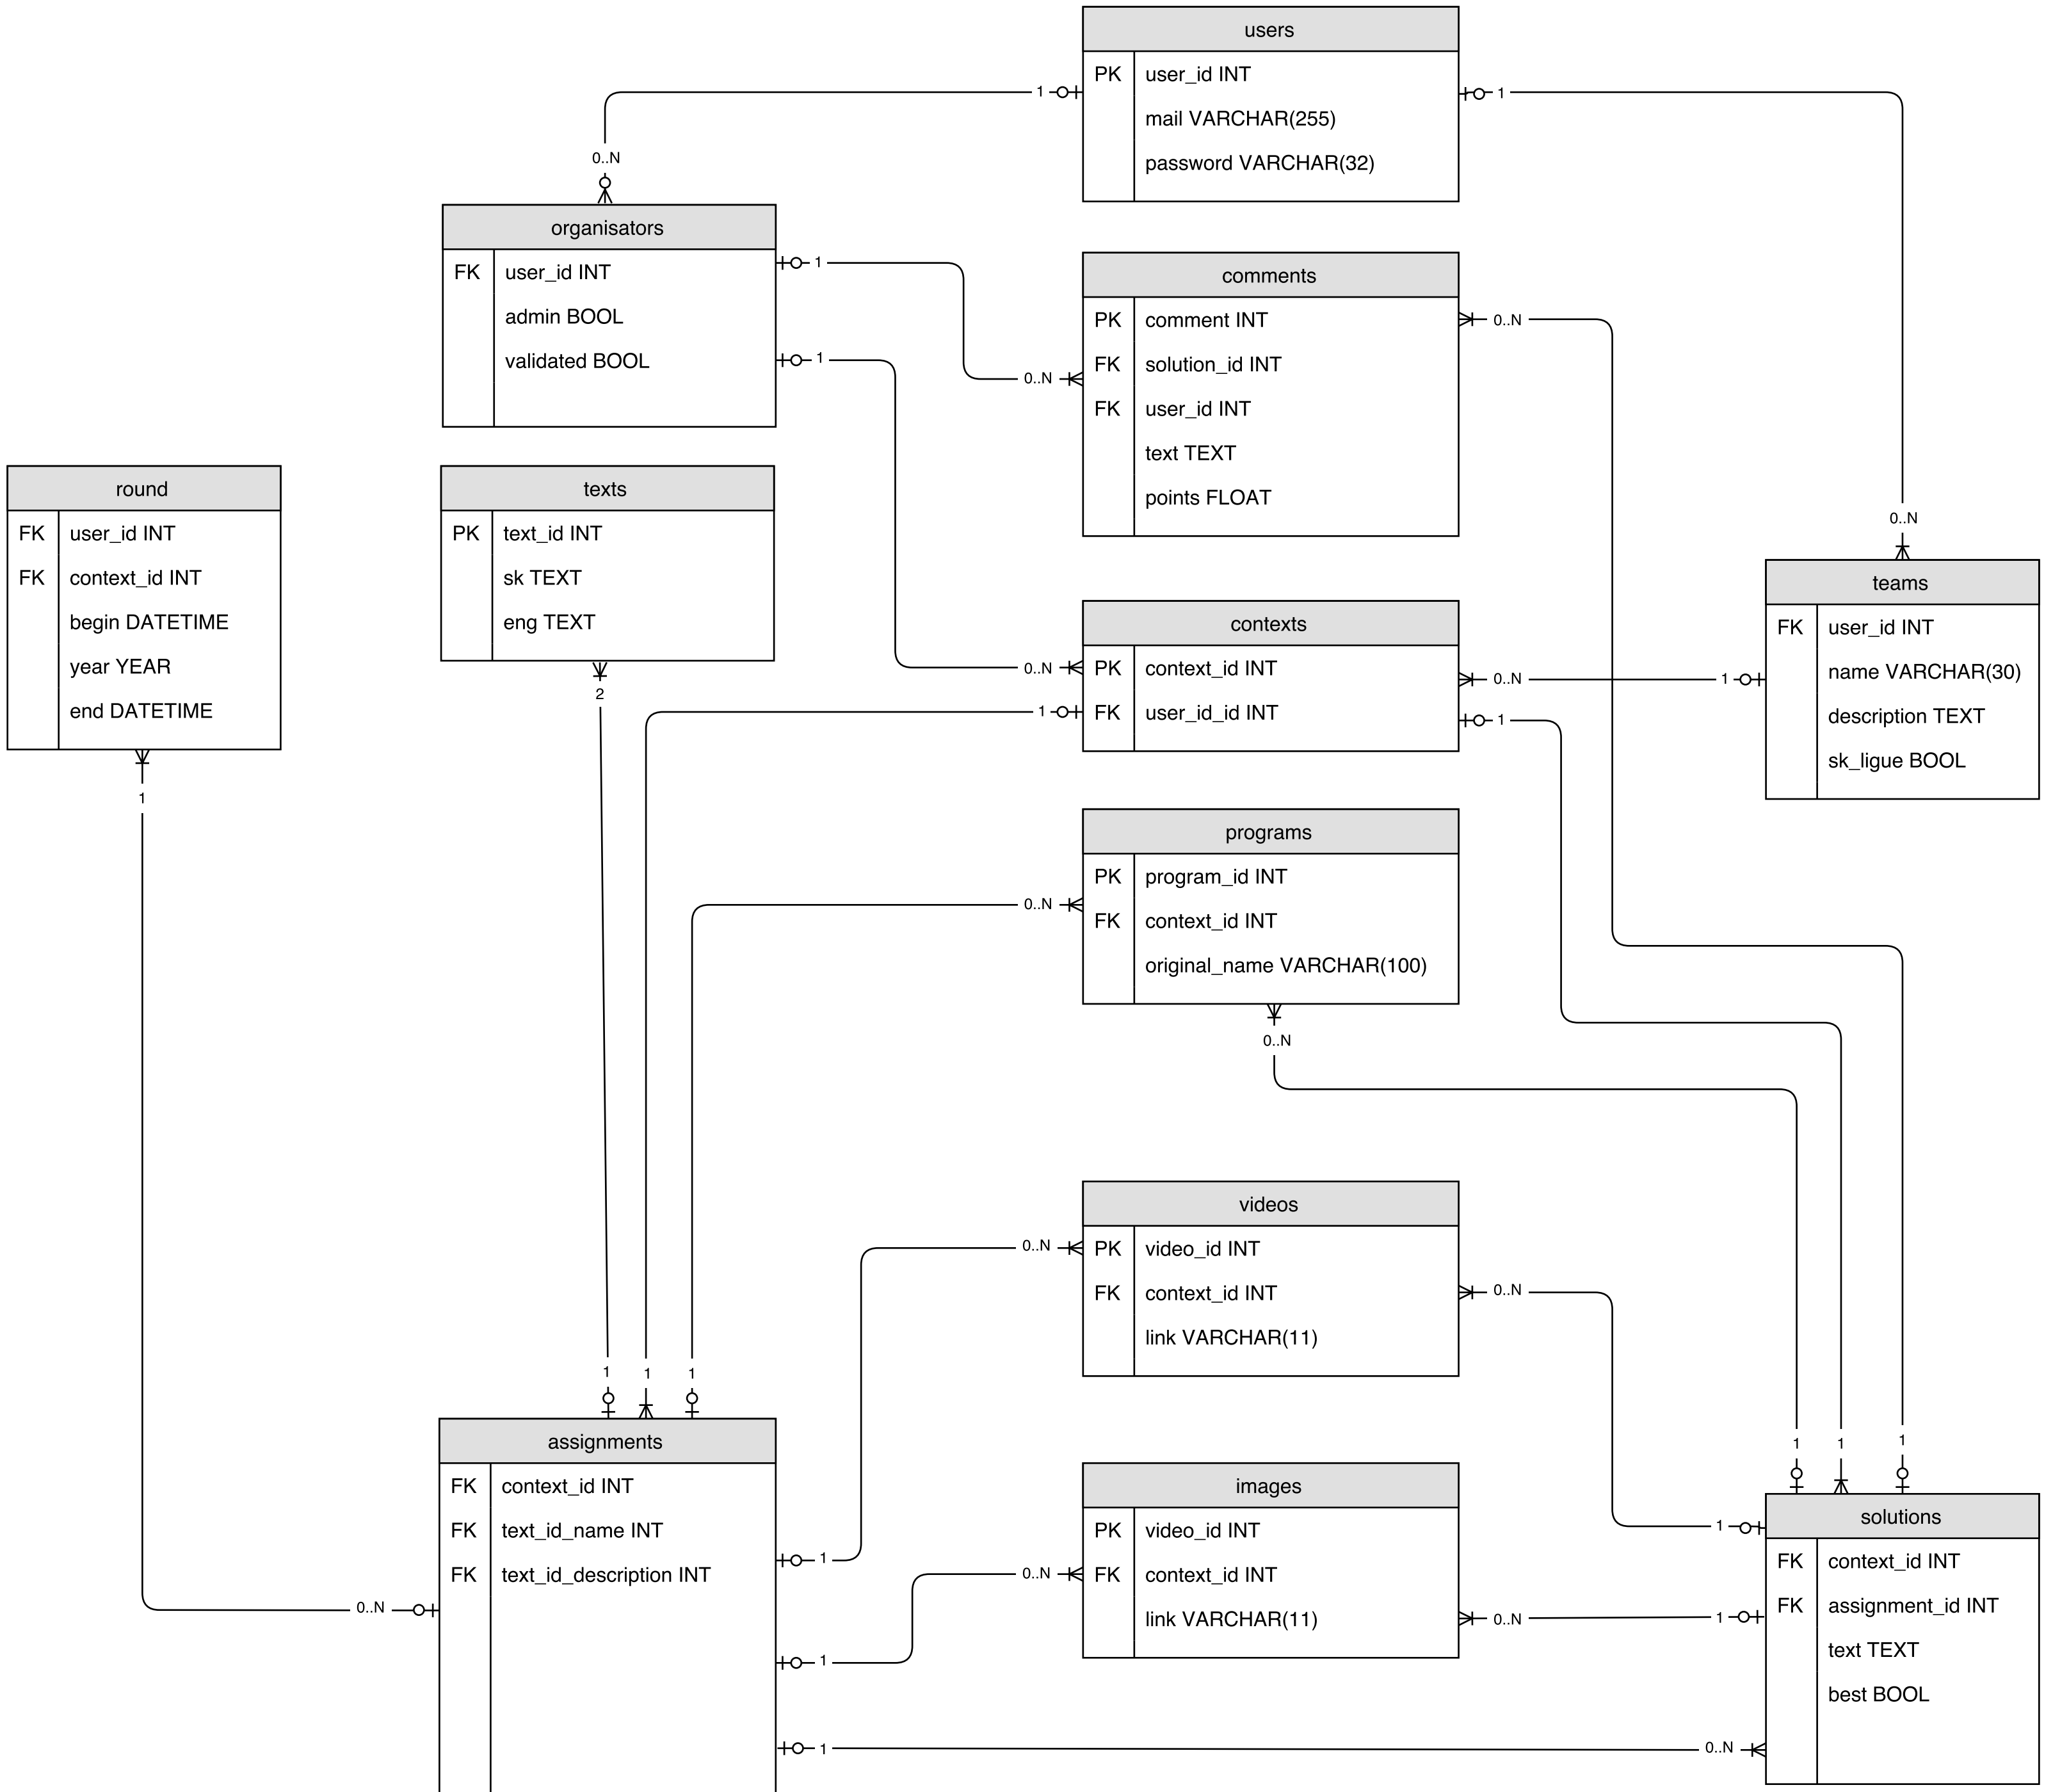 users
PK user_id INT
mail VARCHAR(255)
password VARCHAR(32)
1
1
0..N
organisators
FK user_id INT
admin BOOL
validated BOOL
1
1
comments
PK comment INT
FK solution_id INT
FK user_id INT
text TEXT
points FLOAT
0..N
0..N
round
FK user_id INT
FK context_id INT
begin DATETIME
year YEAR
end DATETIME
1
texts
PK text_id INT
sk TEXT
eng TEXT
2
contexts
PK context_id INT
FK user_id_id INT
0..N
1
0..N
1
1
0..N
teams
FK user_id INT
name VARCHAR(30)
description TEXT
sk_ligue BOOL
programs
PK program_id INT
FK context_id INT
original_name VARCHAR(100)
0..N
0..N
videos
PK video_id INT
FK context_id INT
link VARCHAR(11)
0..N
0..N
1
1
1
assignments
FK context_id INT
FK text_id_name INT
FK text_id_description INT
0..N
1
1
1
images
PK video_id INT
FK context_id INT
link VARCHAR(11)
0..N
0..N
1
1
1
1
1
solutions
FK context_id INT
FK assignment_id INT
text TEXT
best BOOL
0..N